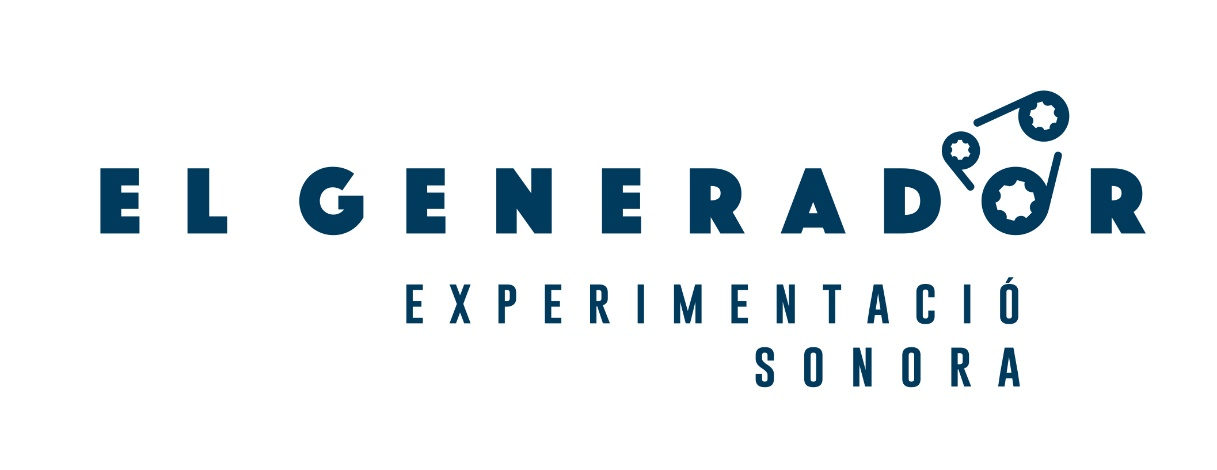 EL GENERADOR
EXPERIMENTACIÓ
SONORA